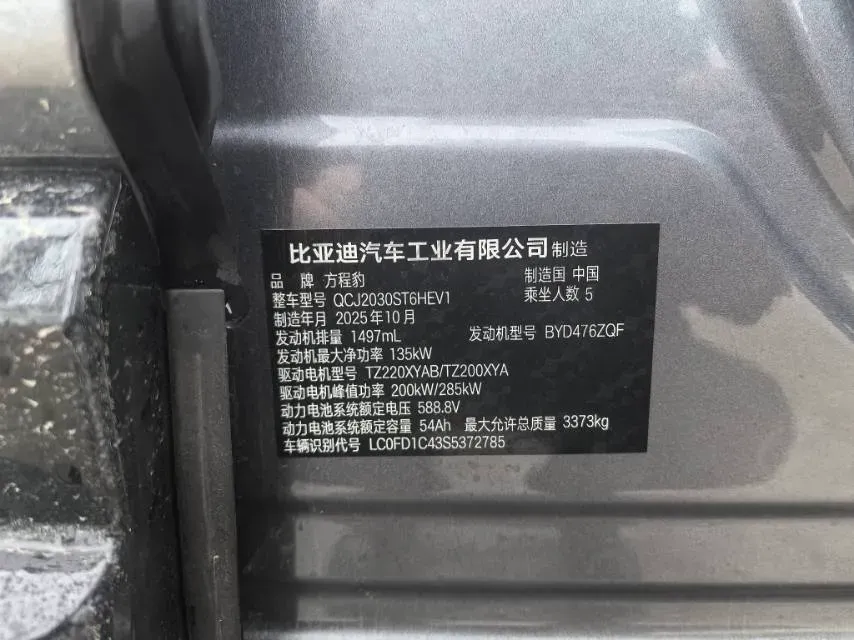 比亚迪汽车工业有限公司制造
品 牌 方程豹 制造国 中国
整车型号 QCJ2030ST6HEV1 乘坐人数 5
制造年月 2025年10月
发动机排量 1497mL 发动机型号 BYD476ZQF
发动机最大净功率 135kW
驱动电机型号 TZ220XYAB/TZ200XYA
驱动电机峰值功率 200kW/285kW
动力电池系统额定电压 588.8V
动力电池系统额定容量 54Ah 最大允许总质量 3373kg
车辆识别代号 LC0FD1C43S5372785